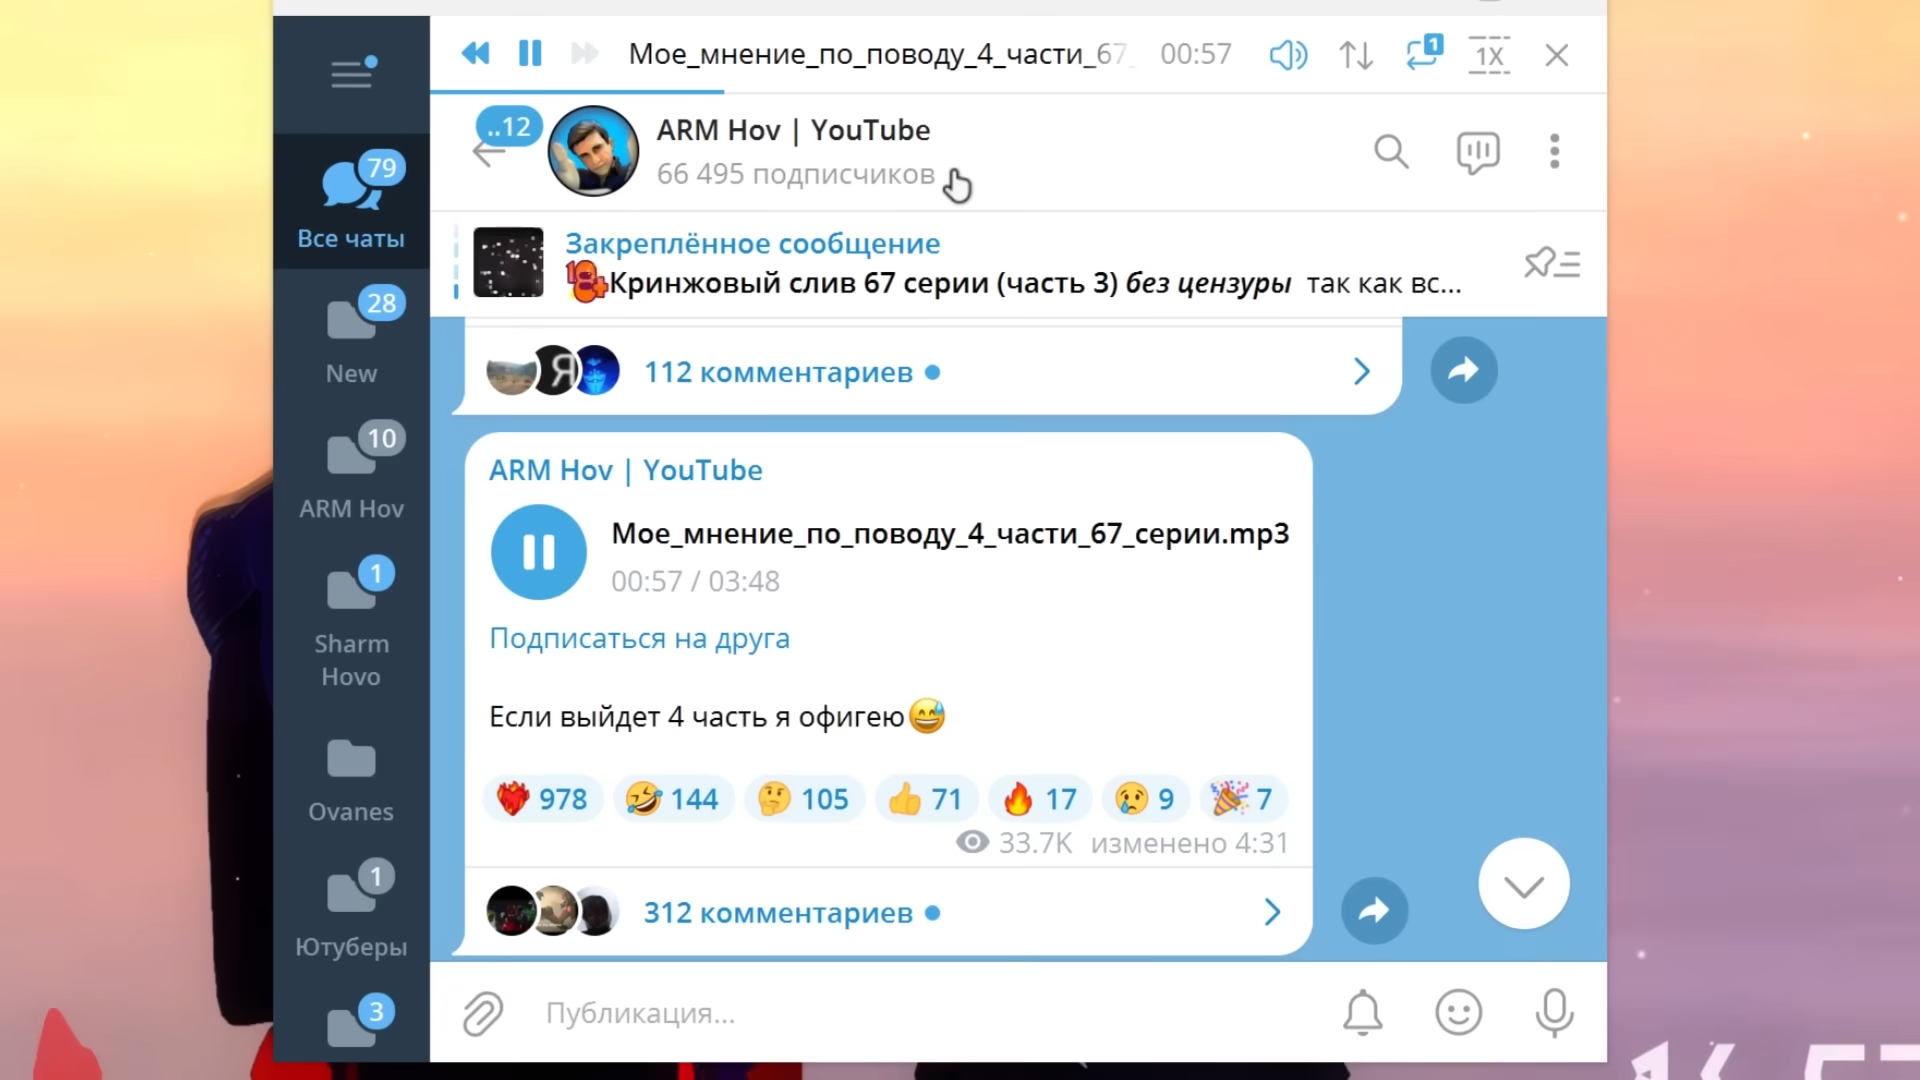 Мое_мнение_по_поводу_4_части_67 00:57 1 1X
..12
ARM Hov | YouTube
66 495 подписчиков
79
Все чаты
28
New
10
ARM Hov
1
Sharm
Hovo
Ovanes
1
Ютуберы
3
Закреплённое сообщение
18+Кринжовый слив 67 серии (часть 3) без цензуры так как вс...
Я
112 комментариев
ARM Hov | YouTube
Мое_мнение_по_поводу_4_части_67_серии.mp3
00:57 / 03:48
Подписаться на друга
Если выйдет 4 часть я офигею
978 144 105 71 17 9 7
33.7K изменено 4:31
312 комментариев
Публикация...